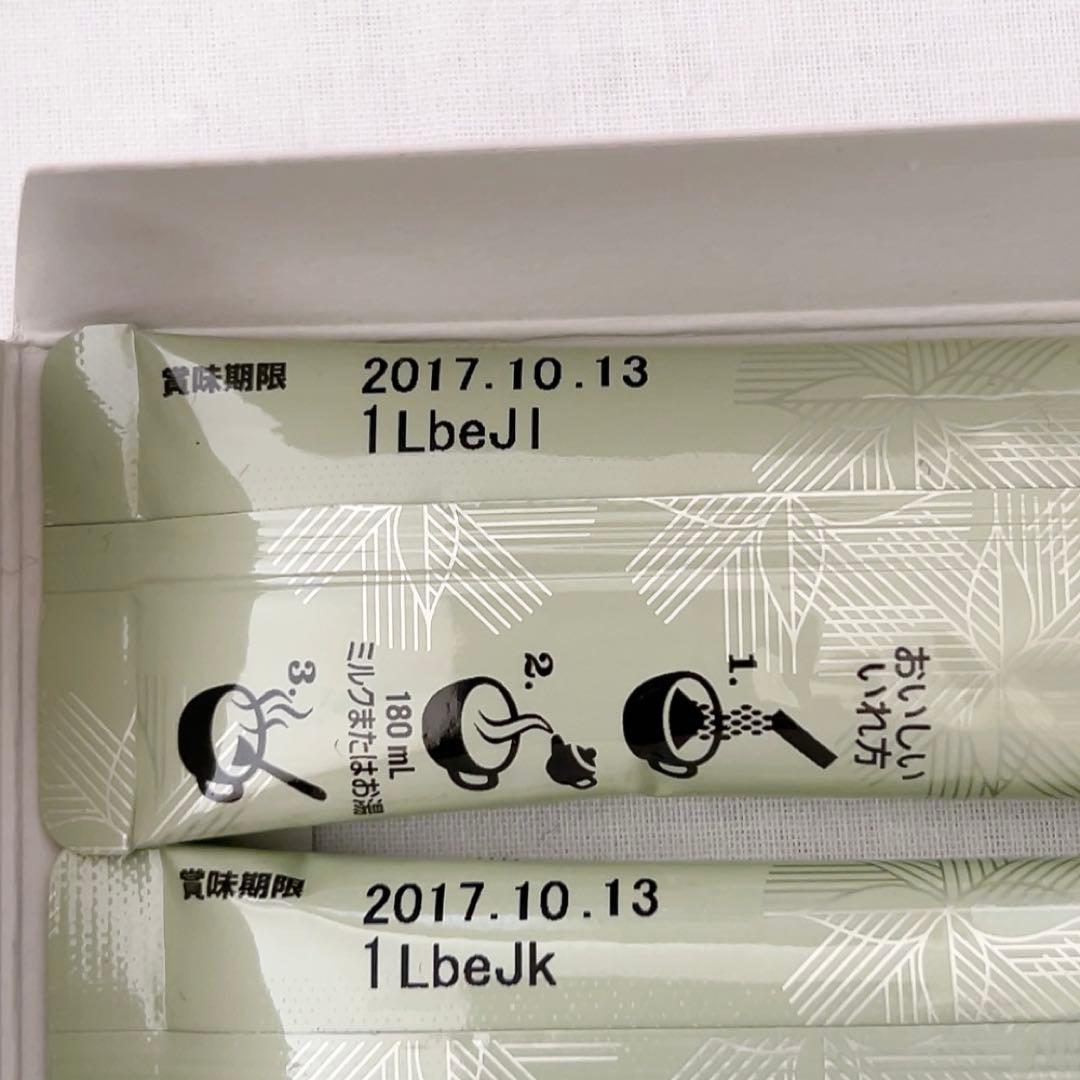 賞味期限
2017.10.13
1LbeJl
おいしい
いれ方
1.
2.
180 mL
ミルクまたはお湯
3.
賞味期限
2017.10.13
1LbeJk